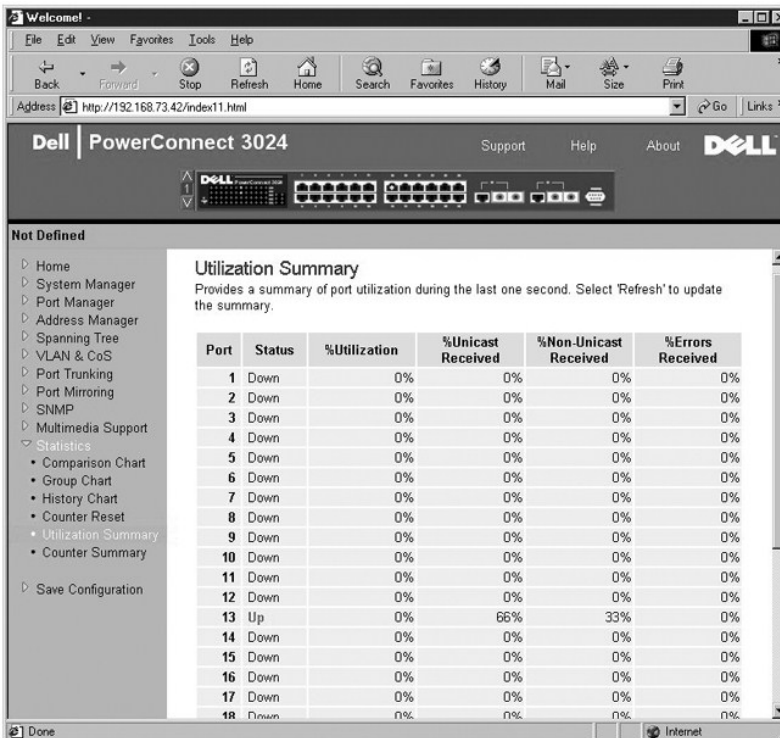 Welcome! -
File Edit View Favorites Tools Help
Back Forward Stop Refresh Home Search Favorites History Mail Size Print
Address http://192.168.73.42/index11.html Go Links
Dell PowerConnect 3024 Support Help About DELL
1 DELL
Not Defined
Home
System Manager
Port Manager
Address Manager
Spanning Tree
VLAN & CoS
Port Trunking
Port Mirroring
SNMP
Multimedia Support
Statistics
• Comparison Chart
• Group Chart
• History Chart
• Counter Reset
• Utilization Summary
• Counter Summary
Save Configuration
Utilization Summary
Provides a summary of port utilization during the last one second. Select 'Refresh' to update
the summary.
Port Status %Utilization %Unicast Received %Non-Unicast Received %Errors Received
1 Down 0% 0% 0% 0%
2 Down 0% 0% 0% 0%
3 Down 0% 0% 0% 0%
4 Down 0% 0% 0% 0%
5 Down 0% 0% 0% 0%
6 Down 0% 0% 0% 0%
7 Down 0% 0% 0% 0%
8 Down 0% 0% 0% 0%
9 Down 0% 0% 0% 0%
10 Down 0% 0% 0% 0%
11 Down 0% 0% 0% 0%
12 Down 0% 0% 0% 0%
13 Up 0% 66% 33% 0%
14 Down 0% 0% 0% 0%
15 Down 0% 0% 0% 0%
16 Down 0% 0% 0% 0%
17 Down 0% 0% 0% 0%
18 Down 0% 0% 0% 0%
Done Internet